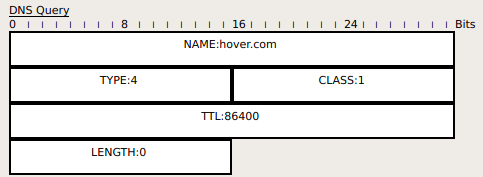 DNS Query
0 8 16 24 Bits
NAME:hover.com
TYPE:4 CLASS:1
TTL:86400
LENGTH:0